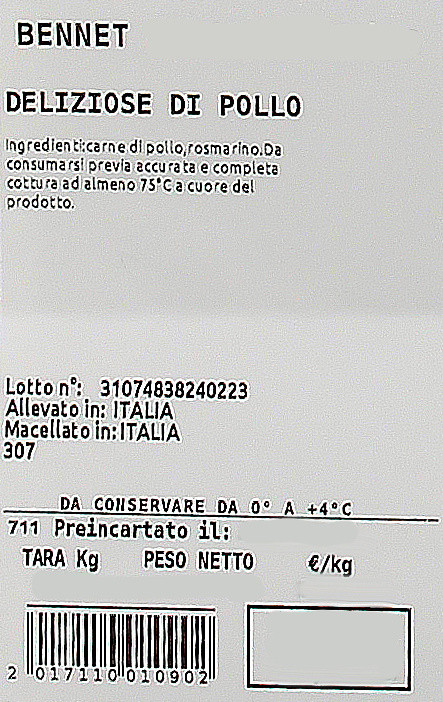 BENNET
DELIZIOSE DI POLLO
Ingredienti:carne di pollo,rosmarino.Da
consumarsi previa accurata e completa
cottura ad almeno 75°C a cuore del
prodotto.
Lotto n°: 31074838240223
Allevato in: ITALIA
Macellato in: ITALIA
307
DA CONSERVARE DA 0° A +4°C
711 Preincartato il:
TARA Kg PESO NETTO €/kg
2 017110 010902